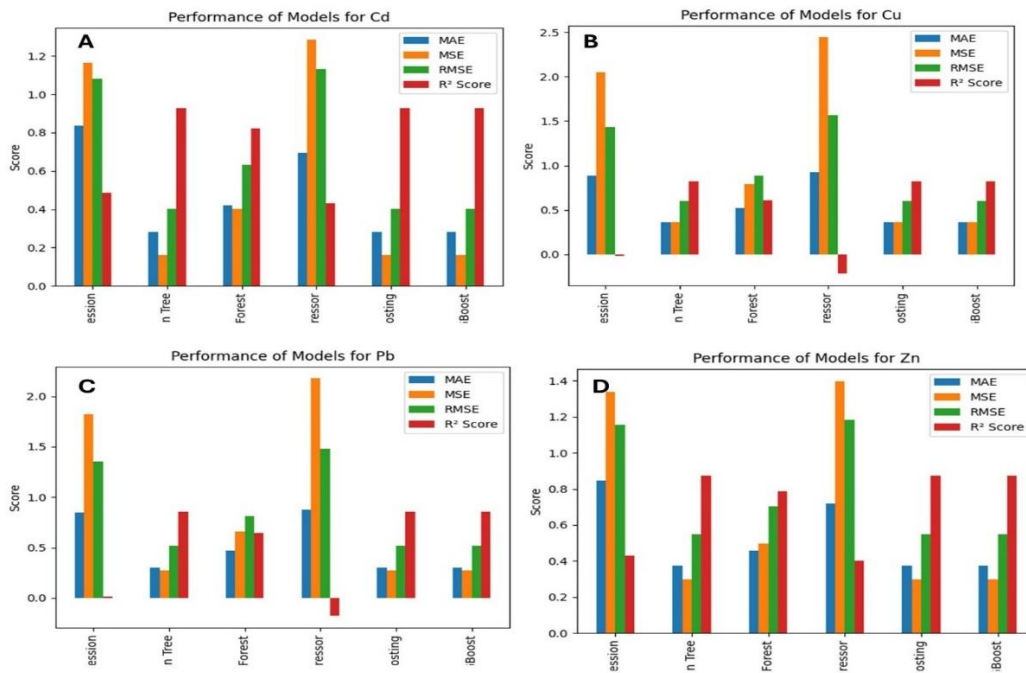 Performance of Models for Cd
A
MAE
MSE
RMSE
R² Score
Score
1.2
1.0
0.8
0.6
0.4
0.2
0.0
ession
n Tree
Forest
ressor
osting
iBoost
Performance of Models for Cu
B
MAE
MSE
RMSE
R² Score
Score
2.5
2.0
1.5
1.0
0.5
0.0
ession
n Tree
Forest
ressor
osting
iBoost
Performance of Models for Pb
C
MAE
MSE
RMSE
R² Score
Score
2.0
1.5
1.0
0.5
0.0
ession
n Tree
Forest
ressor
osting
iBoost
Performance of Models for Zn
D
MAE
MSE
RMSE
R² Score
Score
1.4
1.2
1.0
0.8
0.6
0.4
0.2
0.0
ession
n Tree
Forest
ressor
osting
iBoost